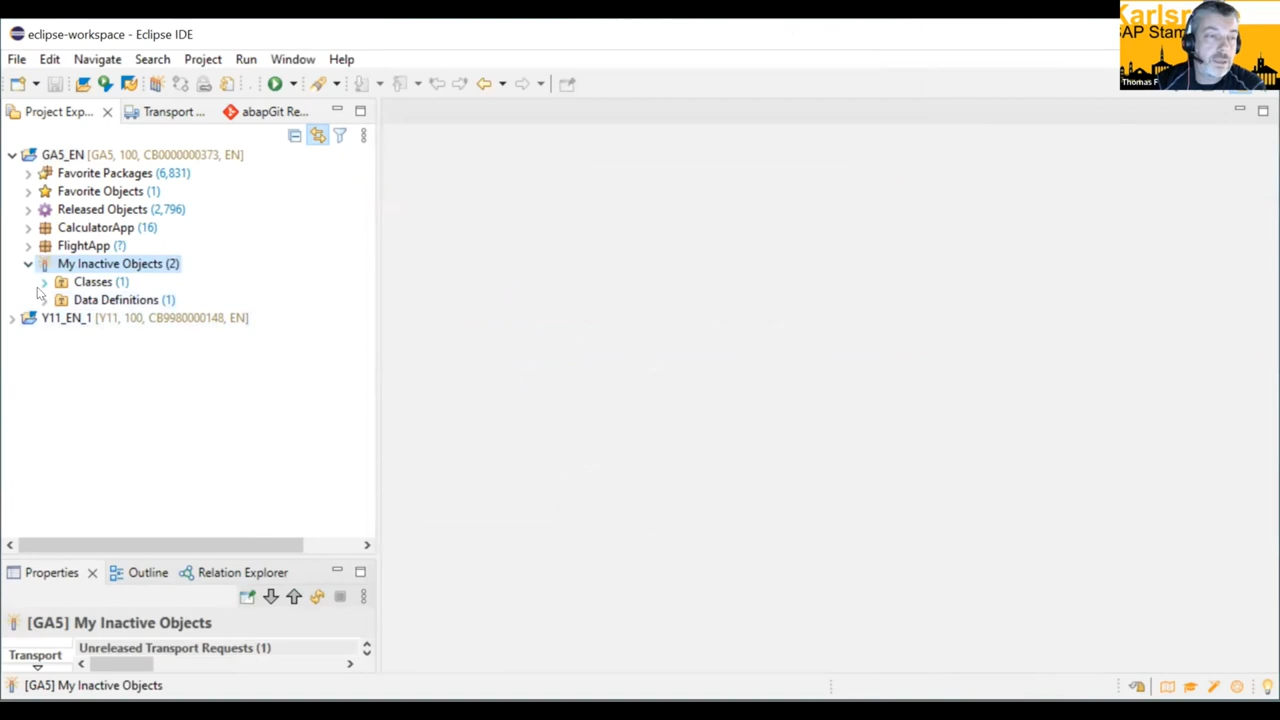 eclipse-workspace - Eclipse IDE
File Edit Navigate Search Project Run Window Help
Project Exp... Transport ... abapGit Re...
GA5_EN [GA5, 100, CB0000000373, EN]
Favorite Packages (6,831)
Favorite Objects (1)
Released Objects (2,796)
CalculatorApp (16)
FlightApp (?)
My Inactive Objects (2)
Classes (1)
Data Definitions (1)
Y11_EN_1 [Y11, 100, CB9980000148, EN]
Properties Outline Relation Explorer
[GA5] My Inactive Objects
Transport
Unreleased Transport Requests (1)
[GA5] My Inactive Objects
Karlsr
SAP Stam
Thomas F